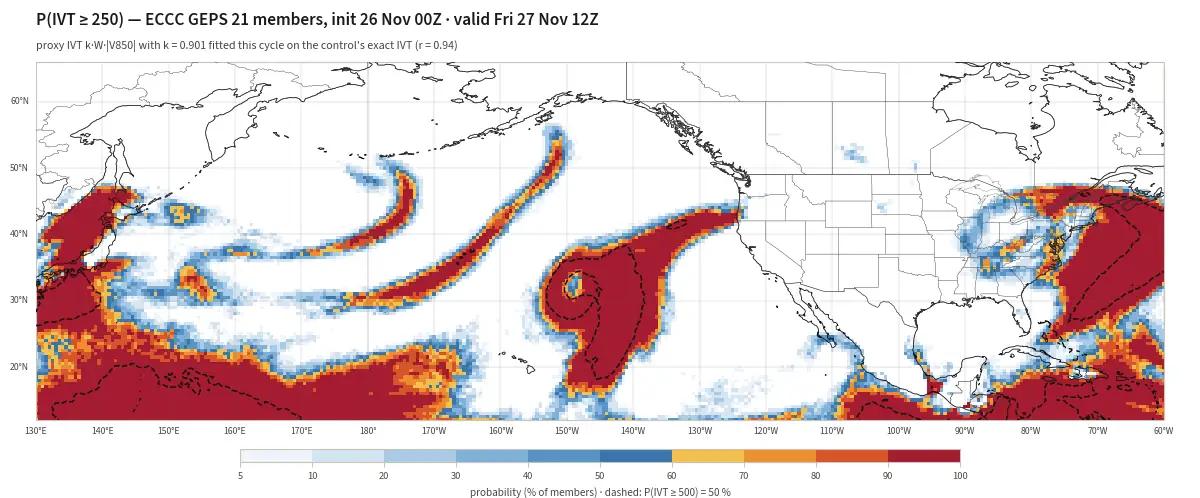 P(IVT ≥ 250) — ECCC GEPS 21 members, init 26 Nov 00Z · valid Fri 27 Nov 12Z
proxy IVT k·W·|V850| with k = 0.901 fitted this cycle on the control's exact IVT (r = 0.94)
60°N
50°N
40°N
30°N
20°N
130°E 140°E 150°E 160°E 170°E 180° 170°W 160°W 150°W 140°W 130°W 120°W 110°W 100°W 90°W 80°W 70°W 60°W
5 10 20 30 40 50 60 70 80 90 100
probability (% of members) · dashed: P(IVT ≥ 500) = 50 %